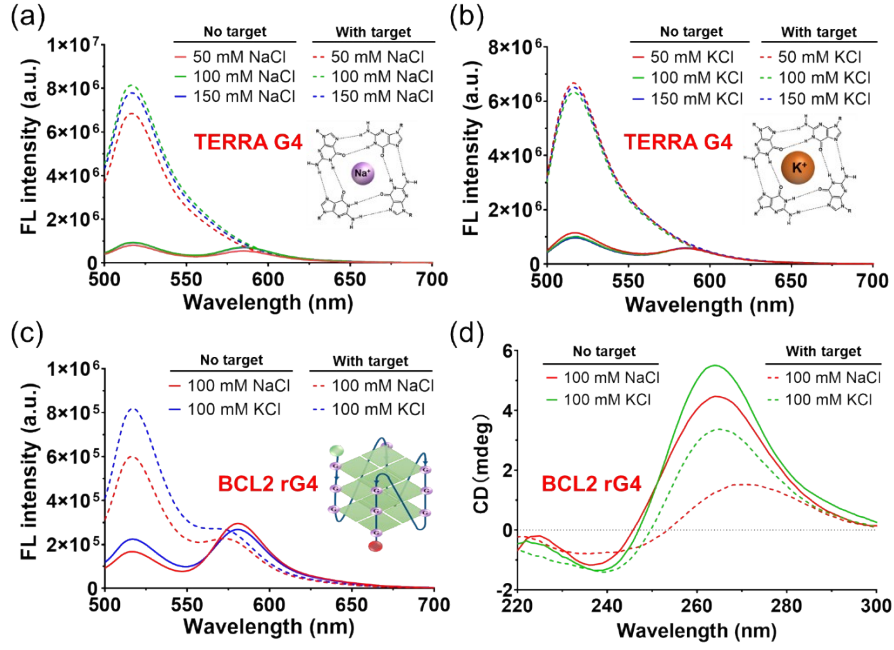 (a)
No target With target
50 mM NaCl 50 mM NaCl
100 mM NaCl 100 mM NaCl
150 mM NaCl 150 mM NaCl
TERRA G4
Na⁺
FL intensity (a.u.)
1×10⁷
8×10⁶
6×10⁶
4×10⁶
2×10⁶
0
500 550 600 650 700
Wavelength (nm)
(b)
No target With target
50 mM KCl 50 mM KCl
100 mM KCl 100 mM KCl
150 mM KCl 150 mM KCl
TERRA G4
K⁺
FL intensity (a.u.)
8×10⁶
6×10⁶
4×10⁶
2×10⁶
0
500 550 600 650 700
Wavelength (nm)
(c)
No target With target
100 mM NaCl 100 mM NaCl
100 mM KCl 100 mM KCl
BCL2 rG4
FL intensity (a.u.)
1×10⁶
8×10⁵
6×10⁵
4×10⁵
2×10⁵
0
500 550 600 650 700
Wavelength (nm)
(d)
No target With target
100 mM NaCl 100 mM NaCl
100 mM KCl 100 mM KCl
BCL2 rG4
CD (mdeg)
6
4
2
0
-2
220 240 260 280 300
Wavelength (nm)